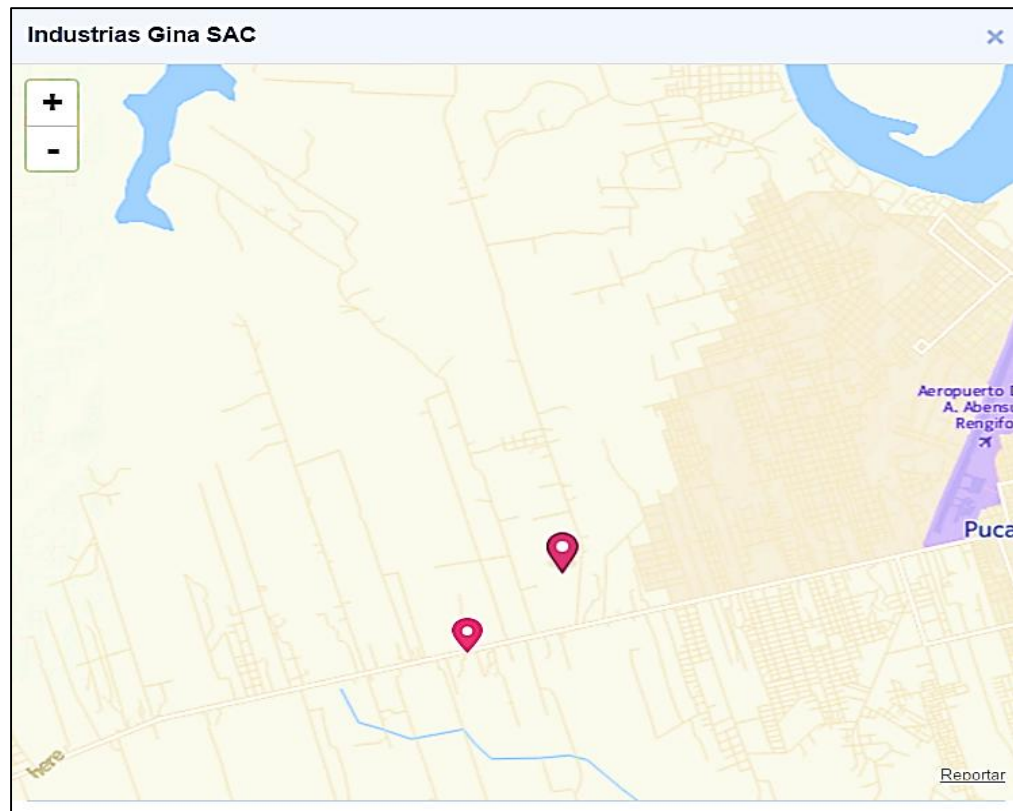 Industrias Gina SAC
×
+
-
Aeropuerto
A. Abensu
Rengifo
Puca
here
Reportar